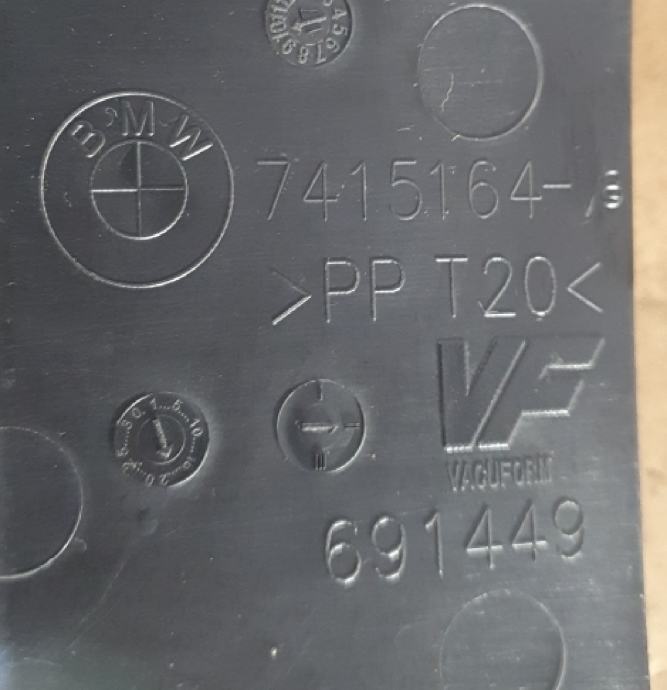 BMW
7415164-
>PP T20<
VF
VACUFORM
691449